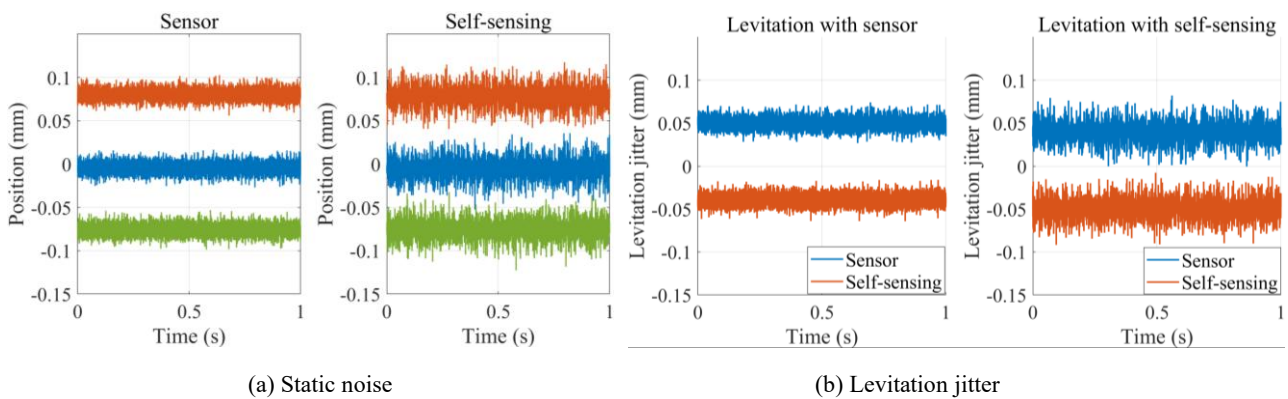 Sensor
Position (mm)
0.1
0.05
0
-0.05
-0.1
-0.15
0
0.5
1
Time (s)
Self-sensing
Position (mm)
0.1
0.05
0
-0.05
-0.1
-0.15
0
0.5
1
Time (s)
(a) Static noise
Levitation with sensor
Levitation jitter (mm)
0.1
0.05
0
-0.05
-0.1
-0.15
Sensor
Self-sensing
0
0.5
1
Time (s)
Levitation with self-sensing
Levitation jitter (mm)
0.1
0.05
0
-0.05
-0.1
-0.15
Sensor
Self-sensing
0
0.5
1
Time (s)
(b) Levitation jitter